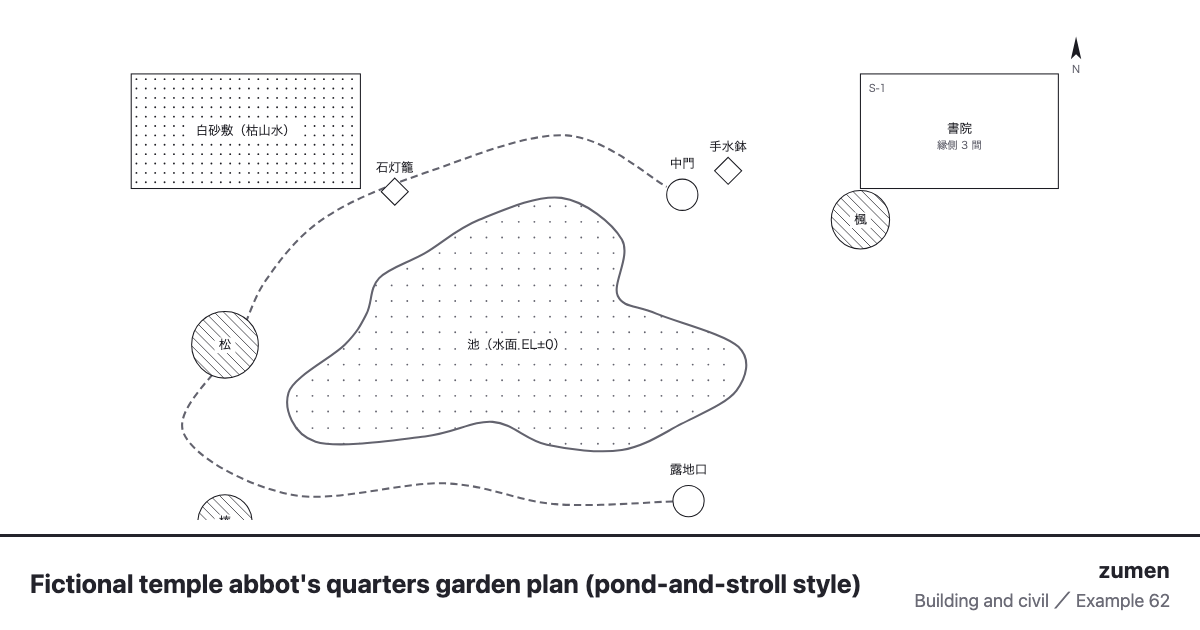 N
S-1
白砂敷（枯山水）
書院
縁側 3 間
手水鉢
中門
石灯籠
楓
松
池（水面 EL±0）
露地口
Fictional temple abbot's quarters garden plan (pond-and-stroll style)
zumen
Building and civil ／ Example 62